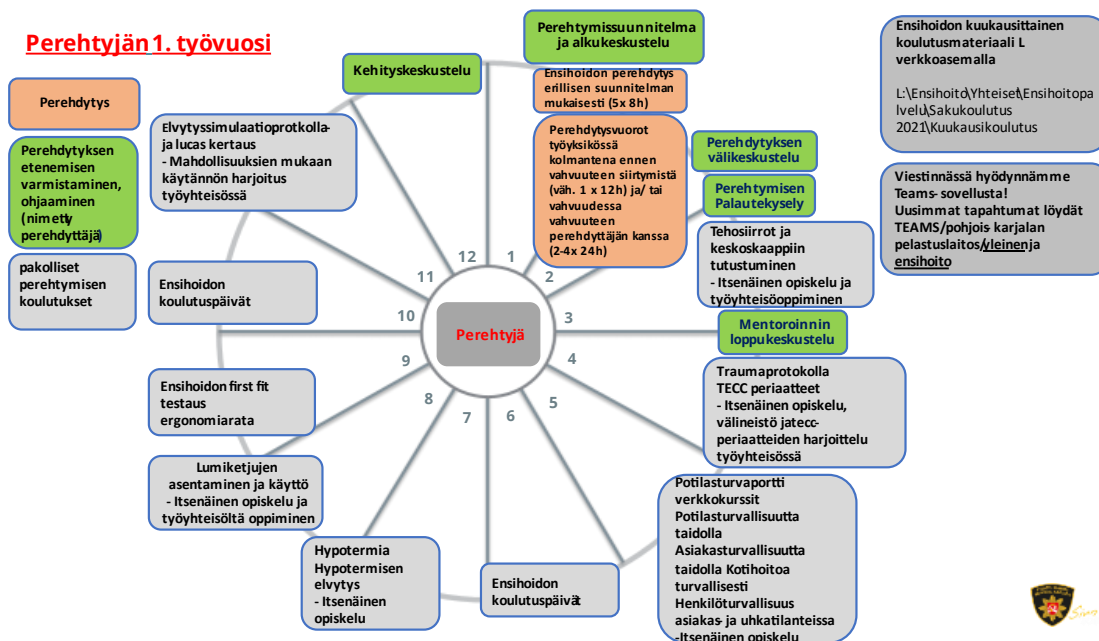 Perehtyjän 1. työvuosi
Perehdytys
Perehdytyksen
etenemisen
varmistaminen,
ohjaaminen
(nimetty
perehdyttäjä)
pakolliset
perehtymisen
koulutukset
Kehityskeskustelu
Perehtymissuunnitelma
ja alkukeskustelu
Ensihoidon perehdytys
erillisen suunnitelman
mukaisesti (5x 8h)
Perehdytysvuorot
työyksikössä
kolmantena ennen
vahvuuteen siirtymistä
(väh. 1 x 12h) ja/ tai
vahvuudessa
vahvuuteen
perehdyttäjän kanssa
(2-4x 24h)
Perehdytyksen
välikeskustelu
Perehtymisen
Palautekysely
Tehosiirrot ja
keskoskaappiin
tutustuminen
- Itsenäinen opiskelu ja
työyhteisöoppiminen
Mentoroinnin
loppukeskustelu
Traumaprotokolla
TECC periaatteet
- Itsenäinen opiskelu,
välineistö jatecc-
periaatteiden harjoittelu
työyhteisössä
Potilasturvaportti
verkkokurssit
Potilasturvallisuutta
taidolla
Asiakasturvallisuutta
taidolla Kotihoitoa
turvallisesti
Henkilöturvallisuus
asiakas- ja uhkatilanteissa
-Itsenäinen opiskelu
Ensihoidon
koulutuspäivät
Hypotermia
Hypotermisen
elvytys
- Itsenäinen
opiskelu
Lumiketjujen
asentaminen ja käyttö
- Itsenäinen opiskelu ja
työyhteisöltä oppiminen
Ensihoidon first fit
testaus
ergonomiarata
Ensihoidon
koulutuspäivät
Elvytyssimulaatioprotkolla-
ja lucas kertaus
- Mahdollisuuksien mukaan
käytännön harjoitus
työyhteisössä
12
1
2
3
4
5
6
7
8
9
10
11
Perehtyjä
Ensihoidon kuukausittainen
koulutusmateriaali L
verkkoasemalla
L:\Ensihoito\Yhteiset\Ensihoitopa
lvelu\Sakukoulutus
2021\Kuukausikoulutus
Viestinnässä hyödynnämme
Teams- sovellusta!
Uusimmat tapahtumat löydät
TEAMS/pohjois- karjalan
pelastuslaitos/yleinen ja
ensihoito